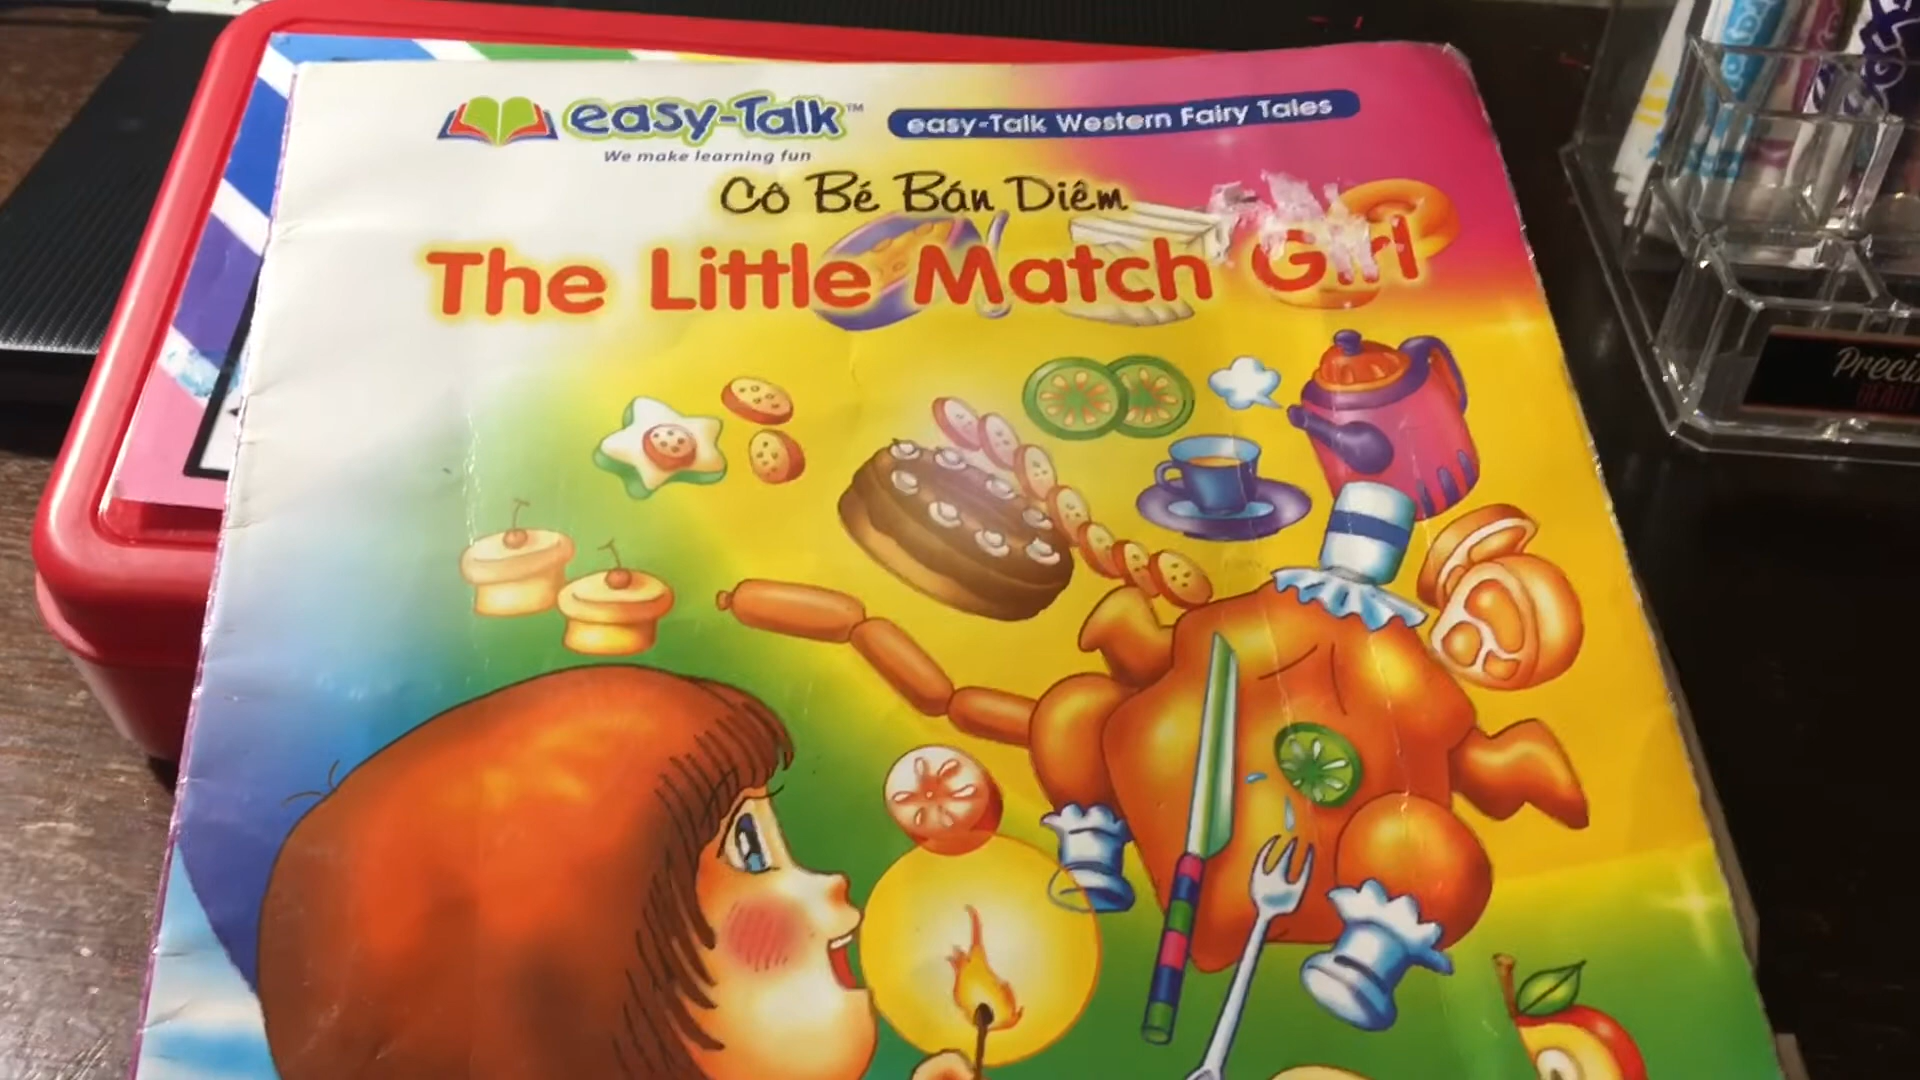 easy-Talk™
easy-Talk Western Fairy Tales
We make learning fun
Cô Bé Bán Diêm
The Little Match Girl